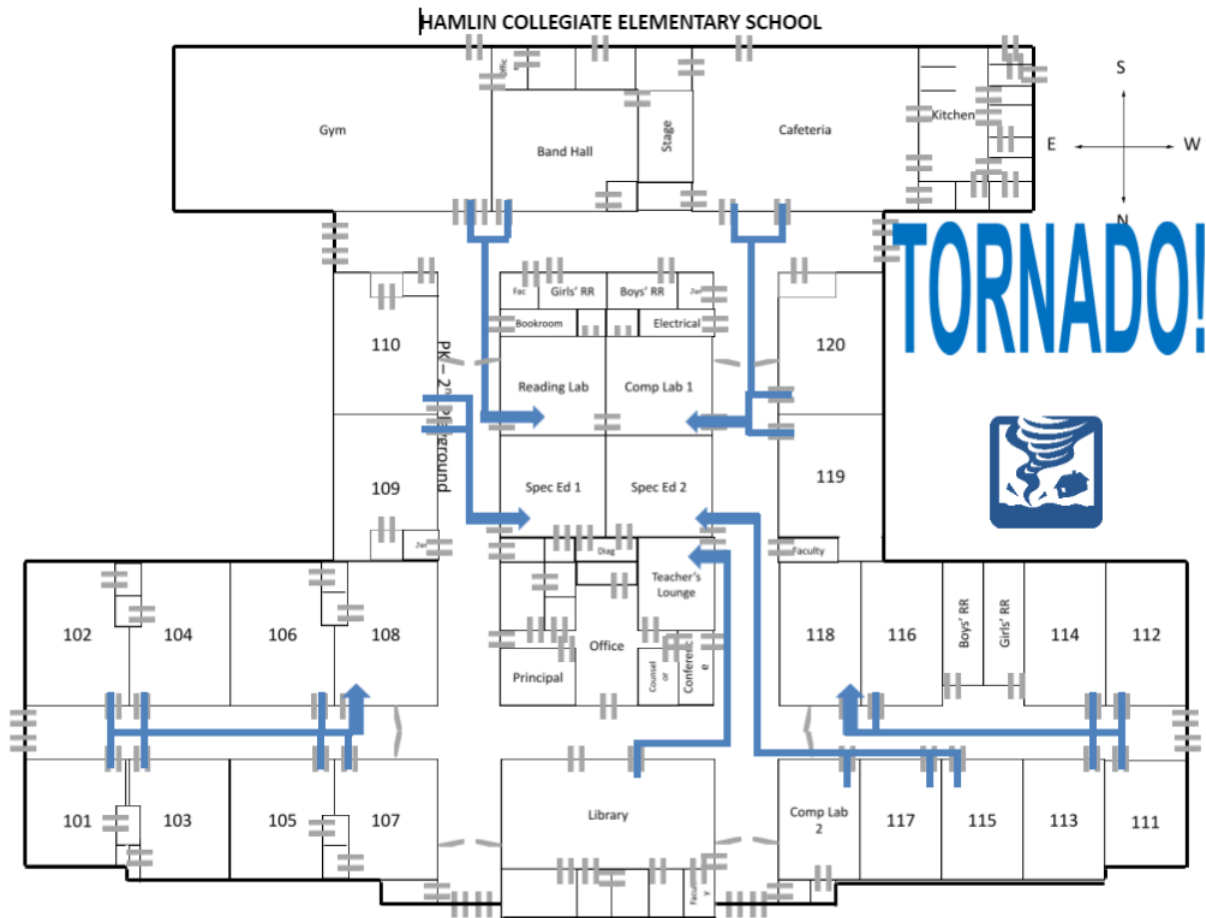 HAMLIN COLLEGIATE ELEMENTARY SCHOOL
Gym
Band Hall
Stage
Cafeteria
Kitchen
S
E
W
N
TORNADO!
Fac
Girls' RR
Boys' RR
Bookroom
Electrical
110
Reading Lab
Comp Lab 1
120
109
Spec Ed 1
Spec Ed 2
119
Diag
Faculty
Teacher's
Lounge
102
104
106
108
Office
118
116
Boys' RR
Girls' RR
114
112
Principal
Counsel
or
Conferenc
e
101
103
105
107
Library
Comp Lab
2
117
115
113
111